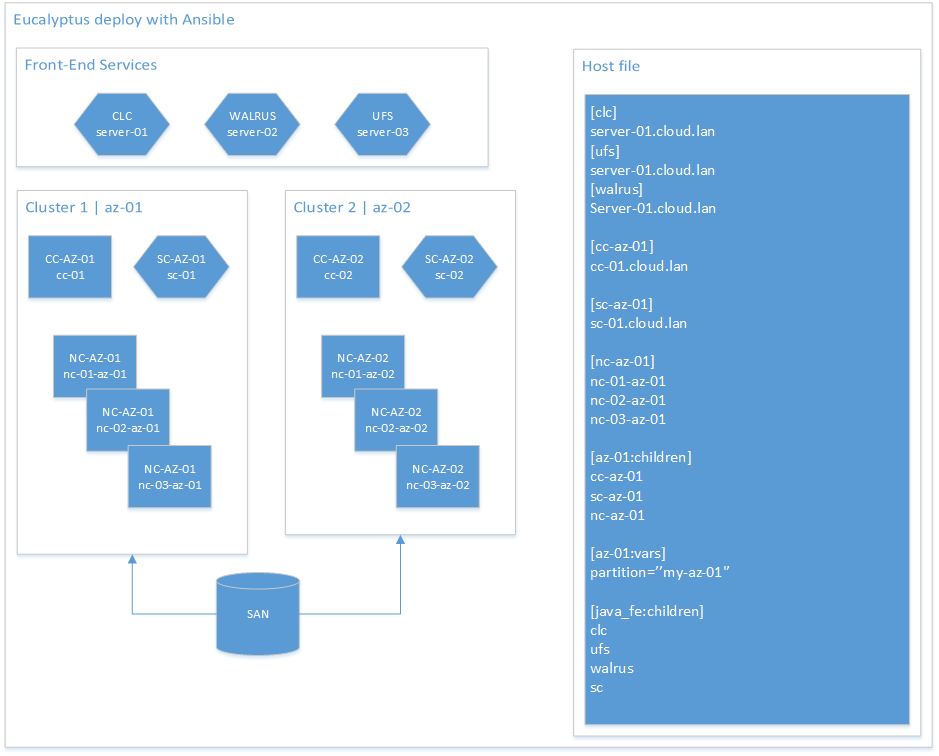 Eucalyptus deploy with Ansible
Front-End Services
CLC
server-01
WALRUS
server-02
UFS
server-03
Cluster 1 | az-01
CC-AZ-01
cc-01
SC-AZ-01
sc-01
NC-AZ-01
nc-01-az-01
NC-AZ-01
nc-02-az-01
NC-AZ-01
nc-03-az-01
Cluster 2 | az-02
CC-AZ-02
cc-02
SC-AZ-02
sc-02
NC-AZ-02
nc-01-az-02
NC-AZ-02
nc-02-az-02
NC-AZ-02
nc-03-az-02
SAN
Host file
[clc]
server-01.cloud.lan
[ufs]
server-01.cloud.lan
[walrus]
Server-01.cloud.lan
[cc-az-01]
cc-01.cloud.lan
[sc-az-01]
sc-01.cloud.lan
[nc-az-01]
nc-01-az-01
nc-02-az-01
nc-03-az-01
[az-01:children]
cc-az-01
sc-az-01
nc-az-01
[az-01:vars]
partition=’’my-az-01”
[java_fe:children]
clc
ufs
walrus
sc